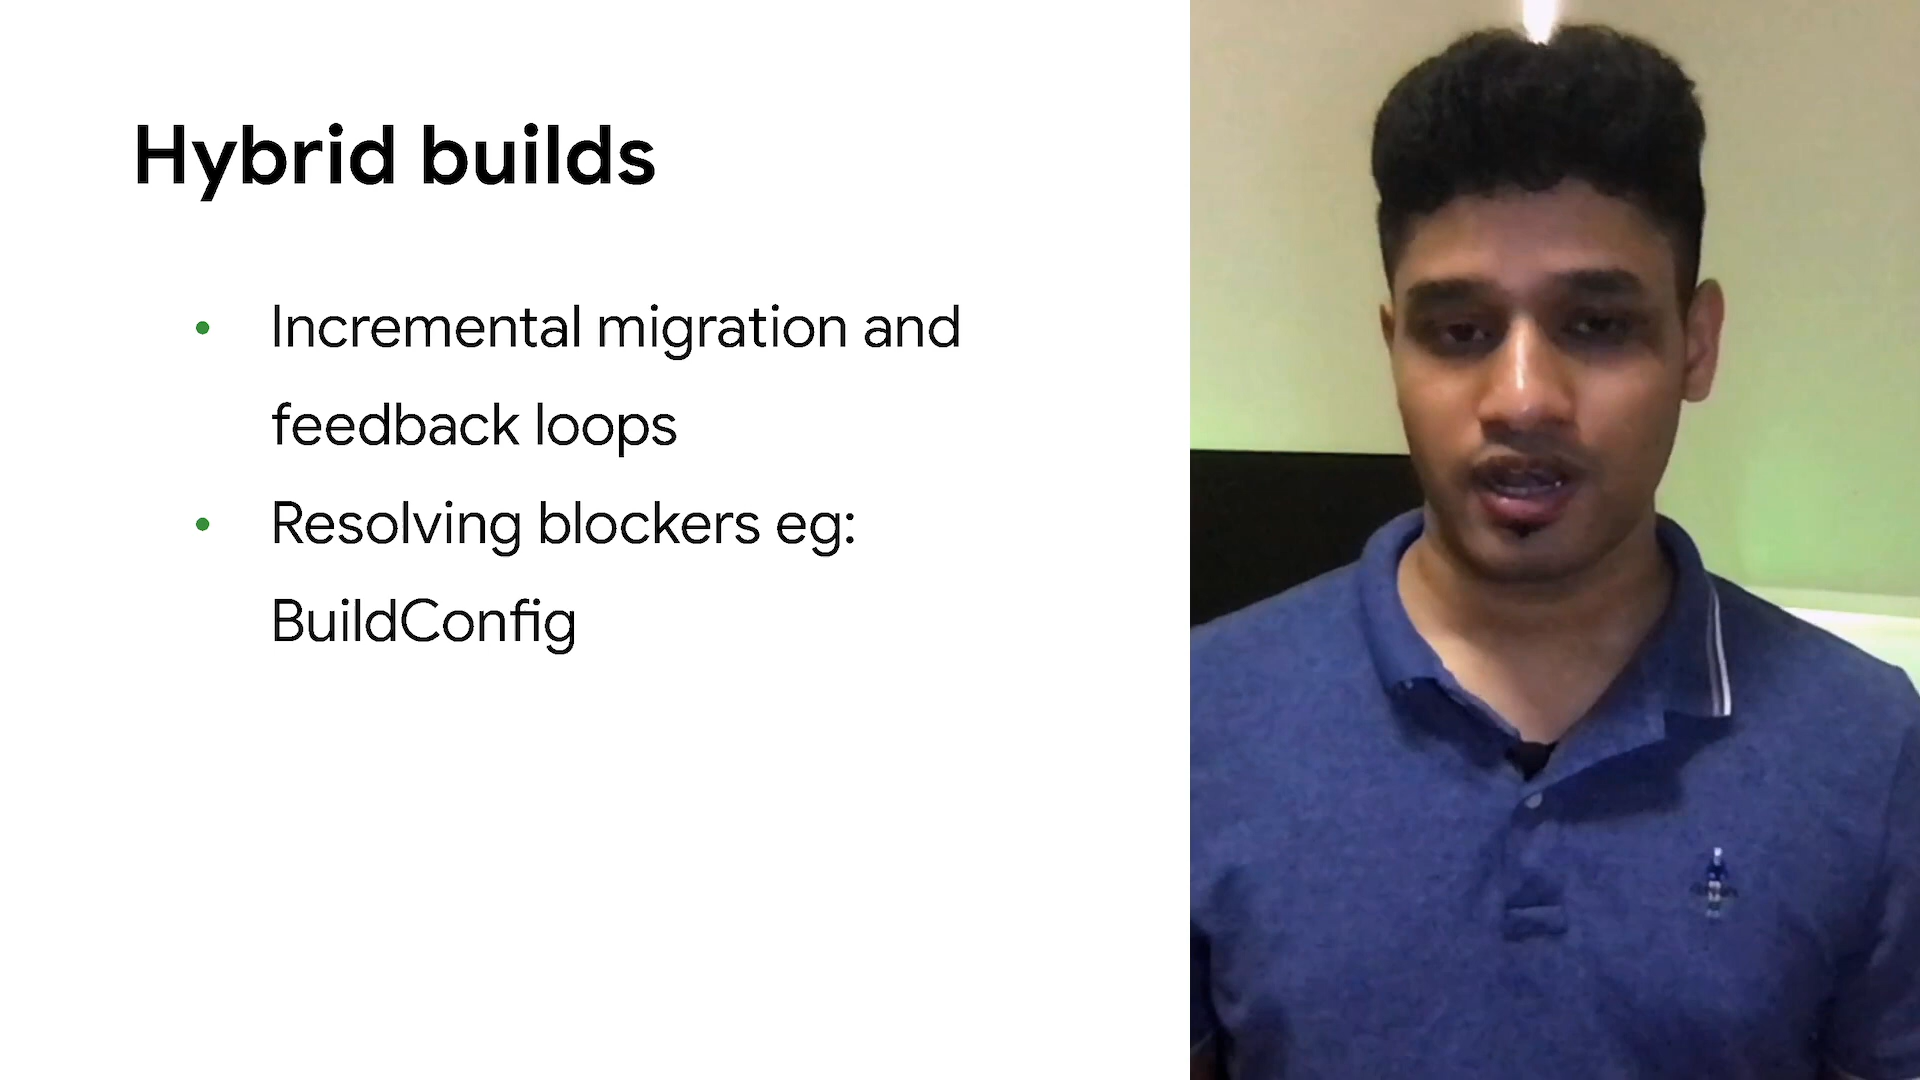 Hybrid builds
• Incremental migration and
feedback loops
• Resolving blockers eg:
BuildConfig